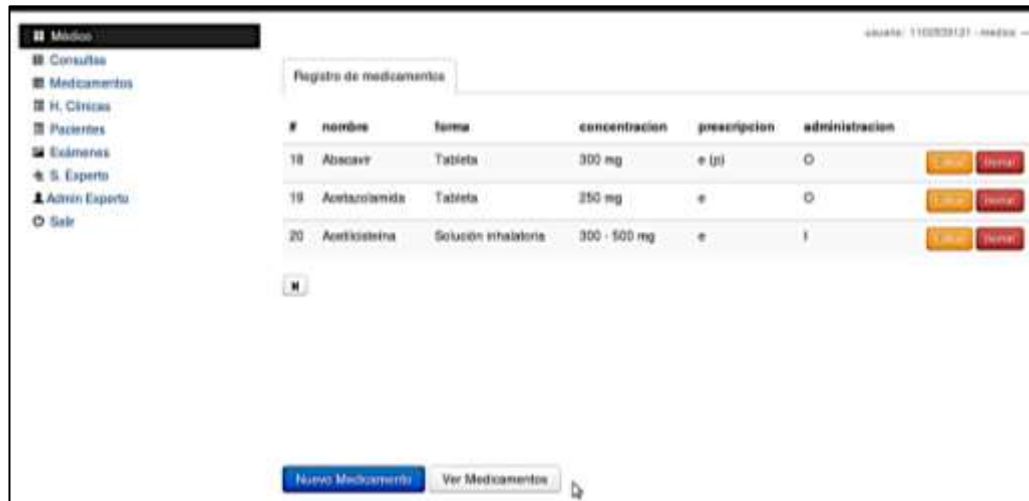 Médico
usuario: - medico
Consultas
Medicamentos
H. Clínicas
Pacientes
Exámenes
S. Experto
Admin Experto
Salir
Registro de medicamentos
# nombre forma concentracion prescripcion administracion
18 Abacavir Tableta 300 mg e (p) O
19 Acetazolamida Tableta 250 mg e O
20 Solución inhalatoria 300 - 500 mg e I
Nuevo Medicamento Ver Medicamentos